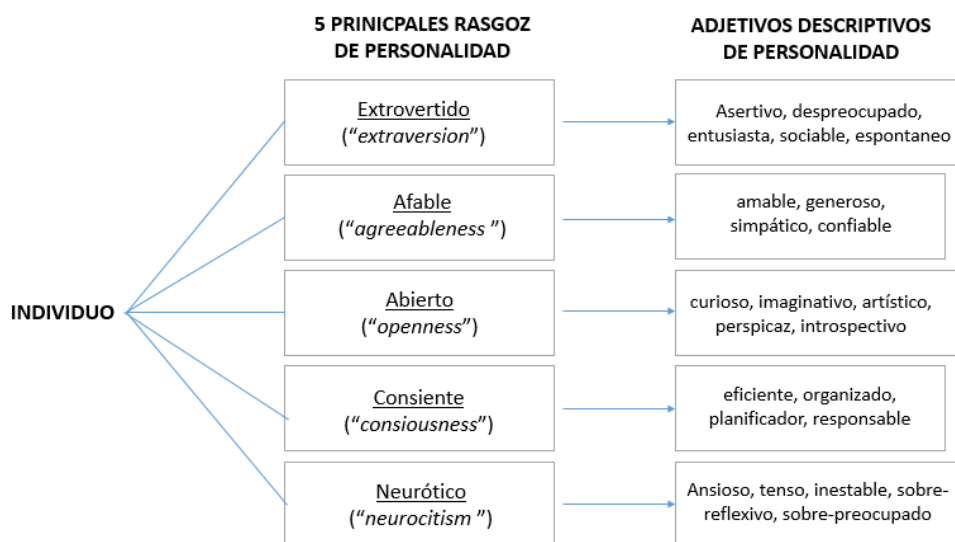 5 PRINICPALES RASGOZ
DE PERSONALIDAD
ADJETIVOS DESCRIPTIVOS
DE PERSONALIDAD
INDIVIDUO
Extrovertido
(“extraversion”)
Asertivo, despreocupado,
entusiasta, sociable, espontaneo
Afable
(“agreeableness ”)
amable, generoso,
simpático, confiable
Abierto
(“openness”)
curioso, imaginativo, artístico,
perspicaz, introspectivo
Consiente
(“consiousness”)
eficiente, organizado,
planificador, responsable
Neurótico
(“neurocitism ”)
Ansioso, tenso, inestable, sobre-
reflexivo, sobre-preocupado